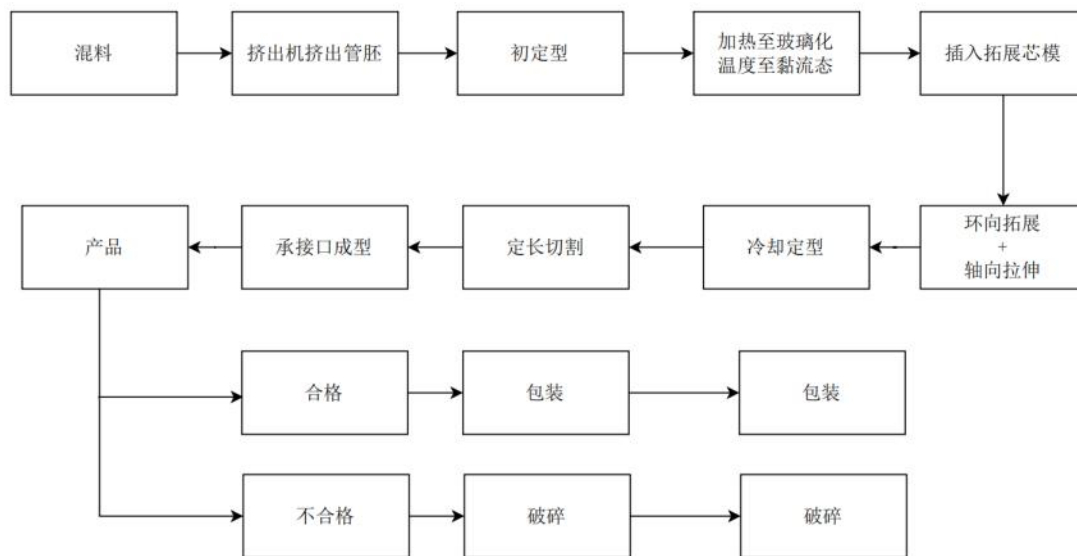 混料
挤出机挤出管胚
初定型
加热至玻璃化
温度至黏流态
插入拓展芯模
环向拓展
+
轴向拉伸
冷却定型
定长切割
承接口成型
产品
合格
包装
包装
不合格
破碎
破碎